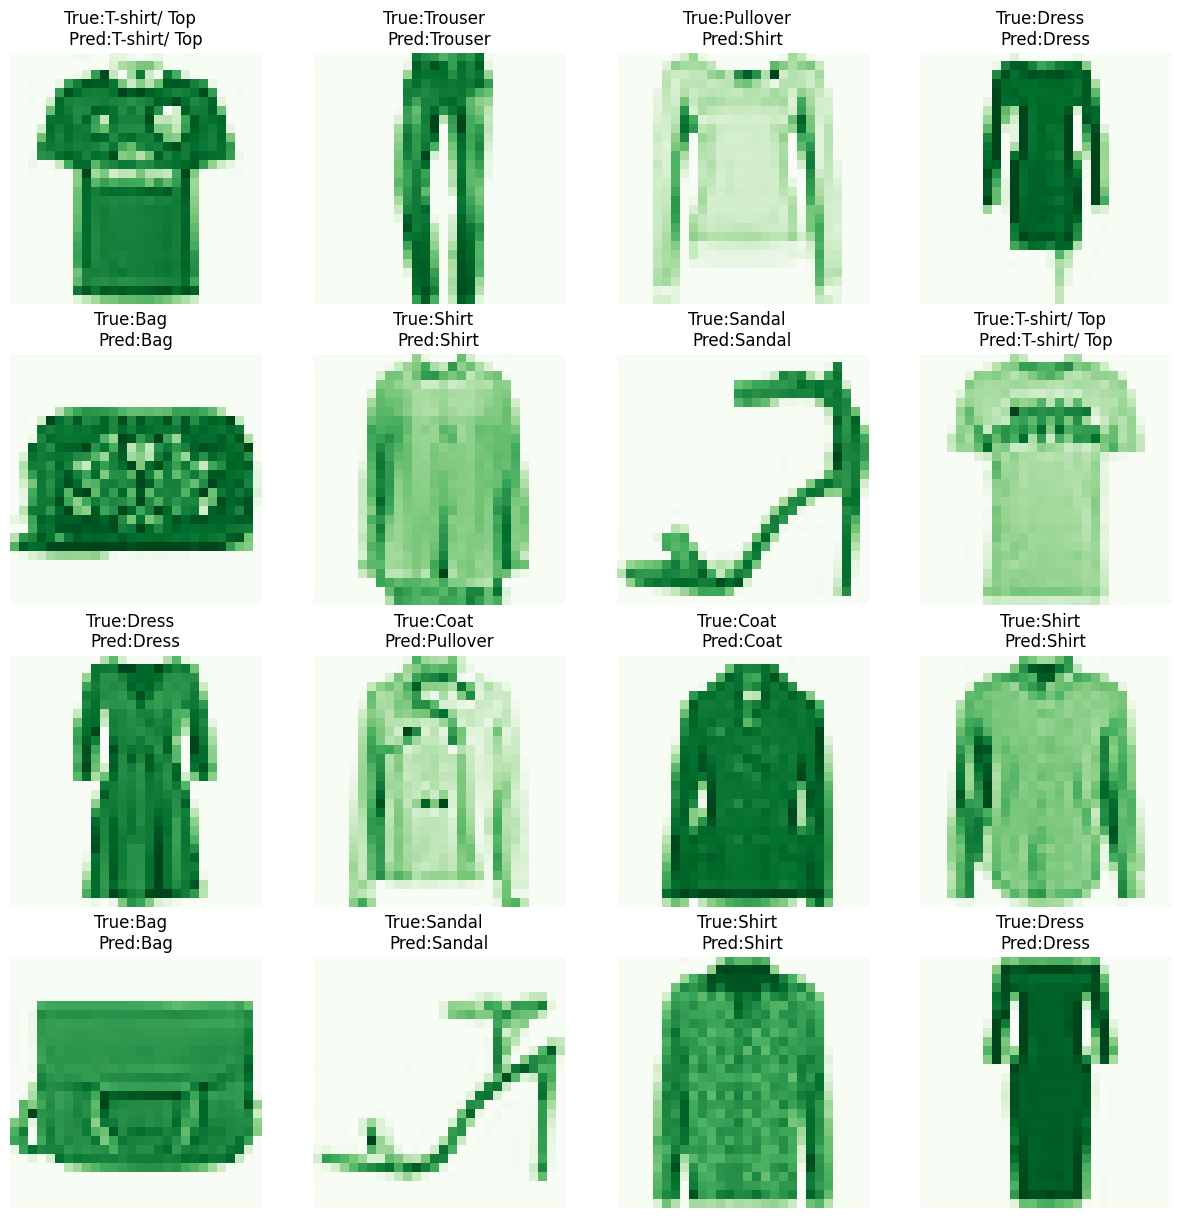 True:T-shirt/ Top
Pred:T-shirt/ Top
True:Trouser
Pred:Trouser
True:Pullover
Pred:Shirt
True:Dress
Pred:Dress
True:Bag
Pred:Bag
True:Shirt
Pred:Shirt
True:Sandal
Pred:Sandal
True:T-shirt/ Top
Pred:T-shirt/ Top
True:Dress
Pred:Dress
True:Coat
Pred:Pullover
True:Coat
Pred:Coat
True:Shirt
Pred:Shirt
True:Bag
Pred:Bag
True:Sandal
Pred:Sandal
True:Shirt
Pred:Shirt
True:Dress
Pred:Dress